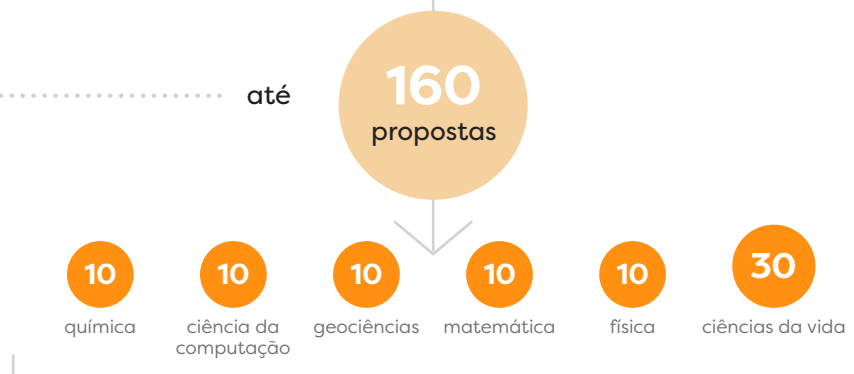 até
160
propostas
10
química
10
ciência da
computação
10
geociências
10
matemática
10
física
30
ciências da vida